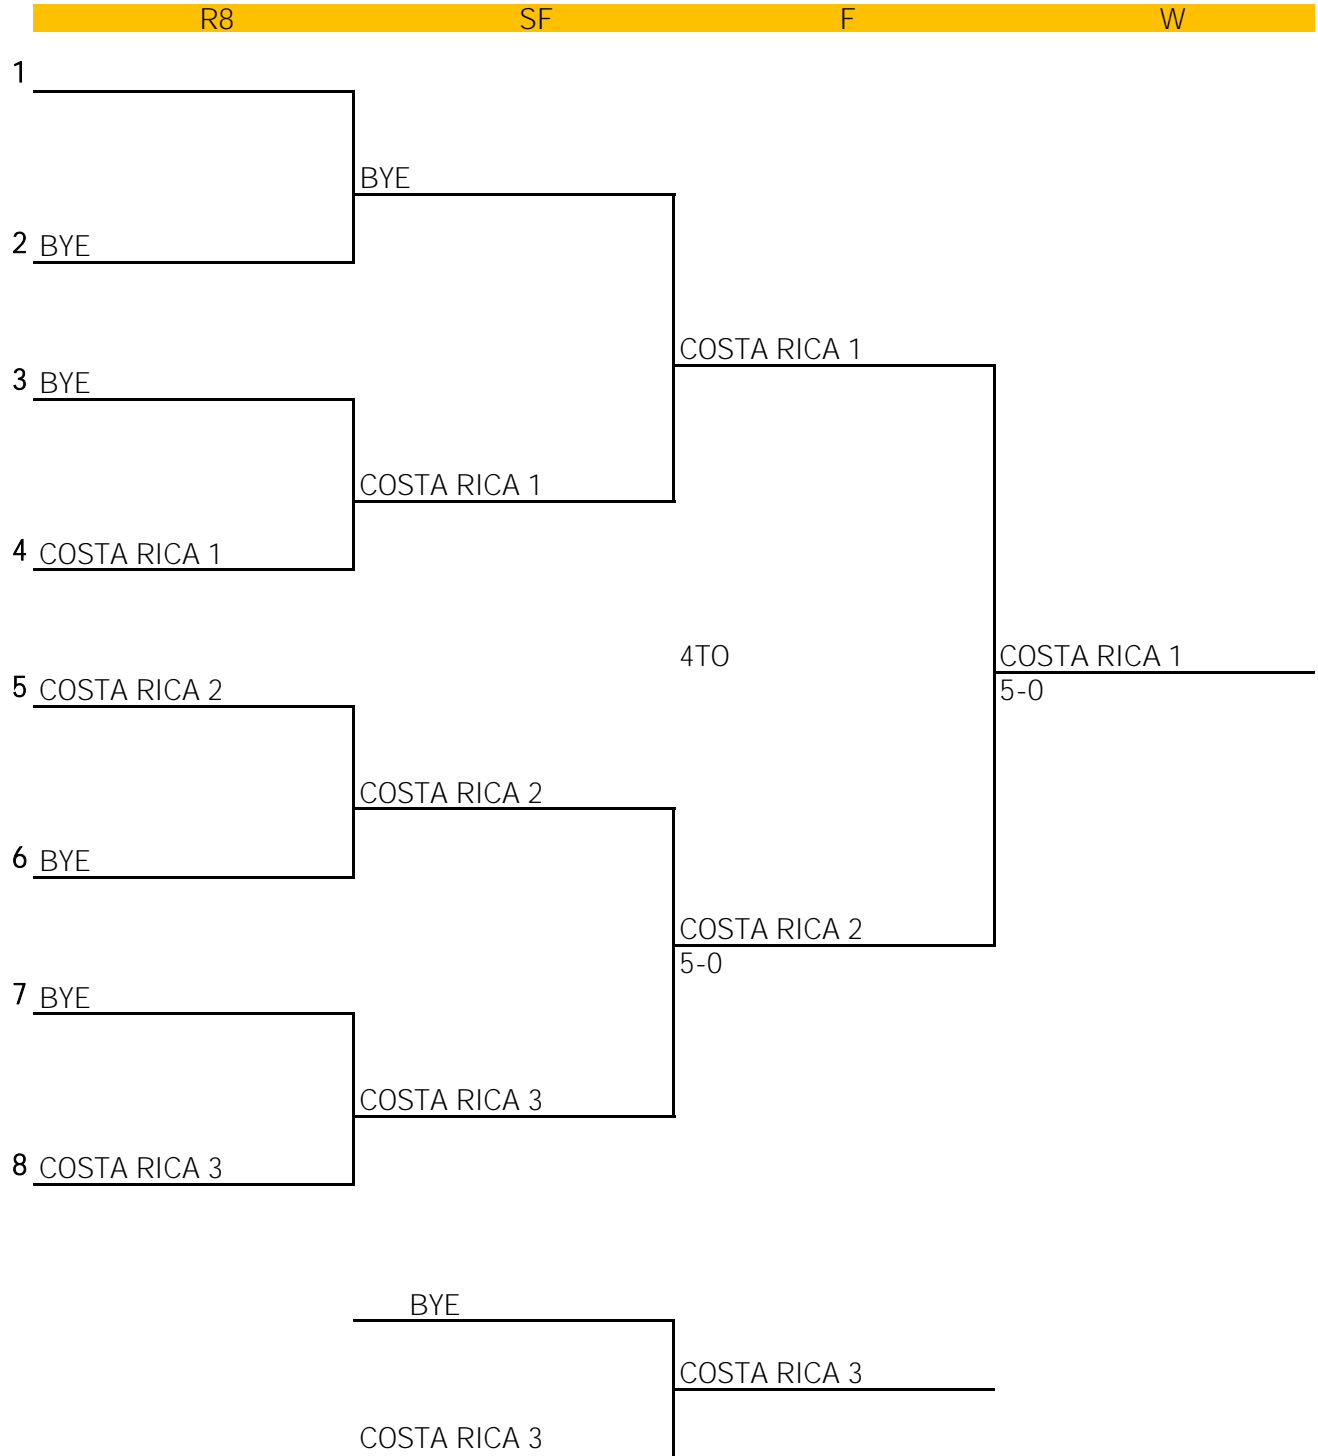 R8 SF F W
1
BYE
2 BYE
COSTA RICA 1
3 BYE
COSTA RICA 1
4 COSTA RICA 1
4TO COSTA RICA 1
5 COSTA RICA 2 5-0
COSTA RICA 2
6 BYE
COSTA RICA 2
5-0
7 BYE
COSTA RICA 3
8 COSTA RICA 3
BYE
COSTA RICA 3
COSTA RICA 3